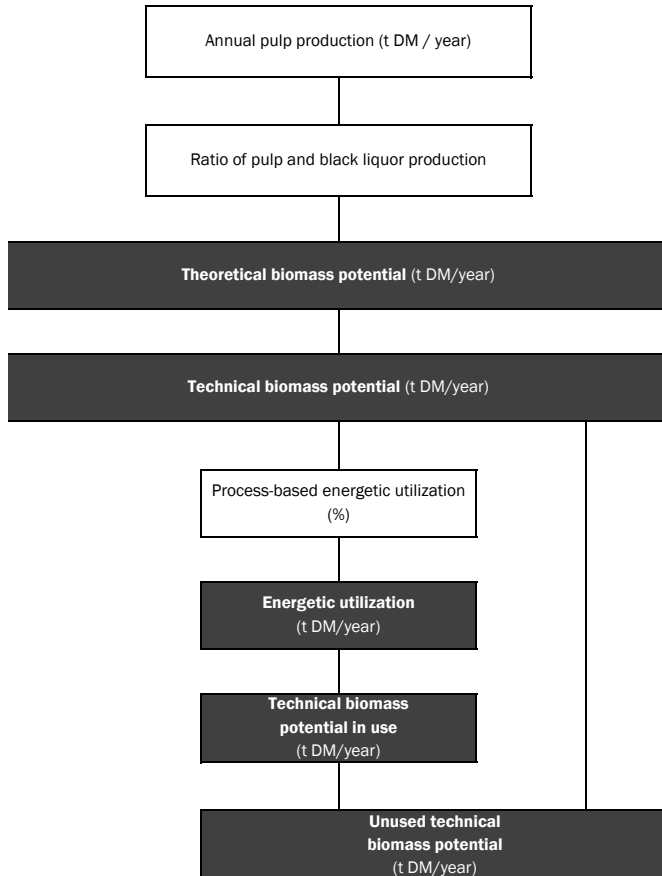 Annual pulp production (t DM / year)
Ratio of pulp and black liquor production
Theoretical biomass potential (t DM/year)
Technical biomass potential (t DM/year)
Process-based energetic utilization
(%)
Energetic utilization
(t DM/year)
Technical biomass
potential in use
(t DM/year)
Unused technical
biomass potential
(t DM/year)